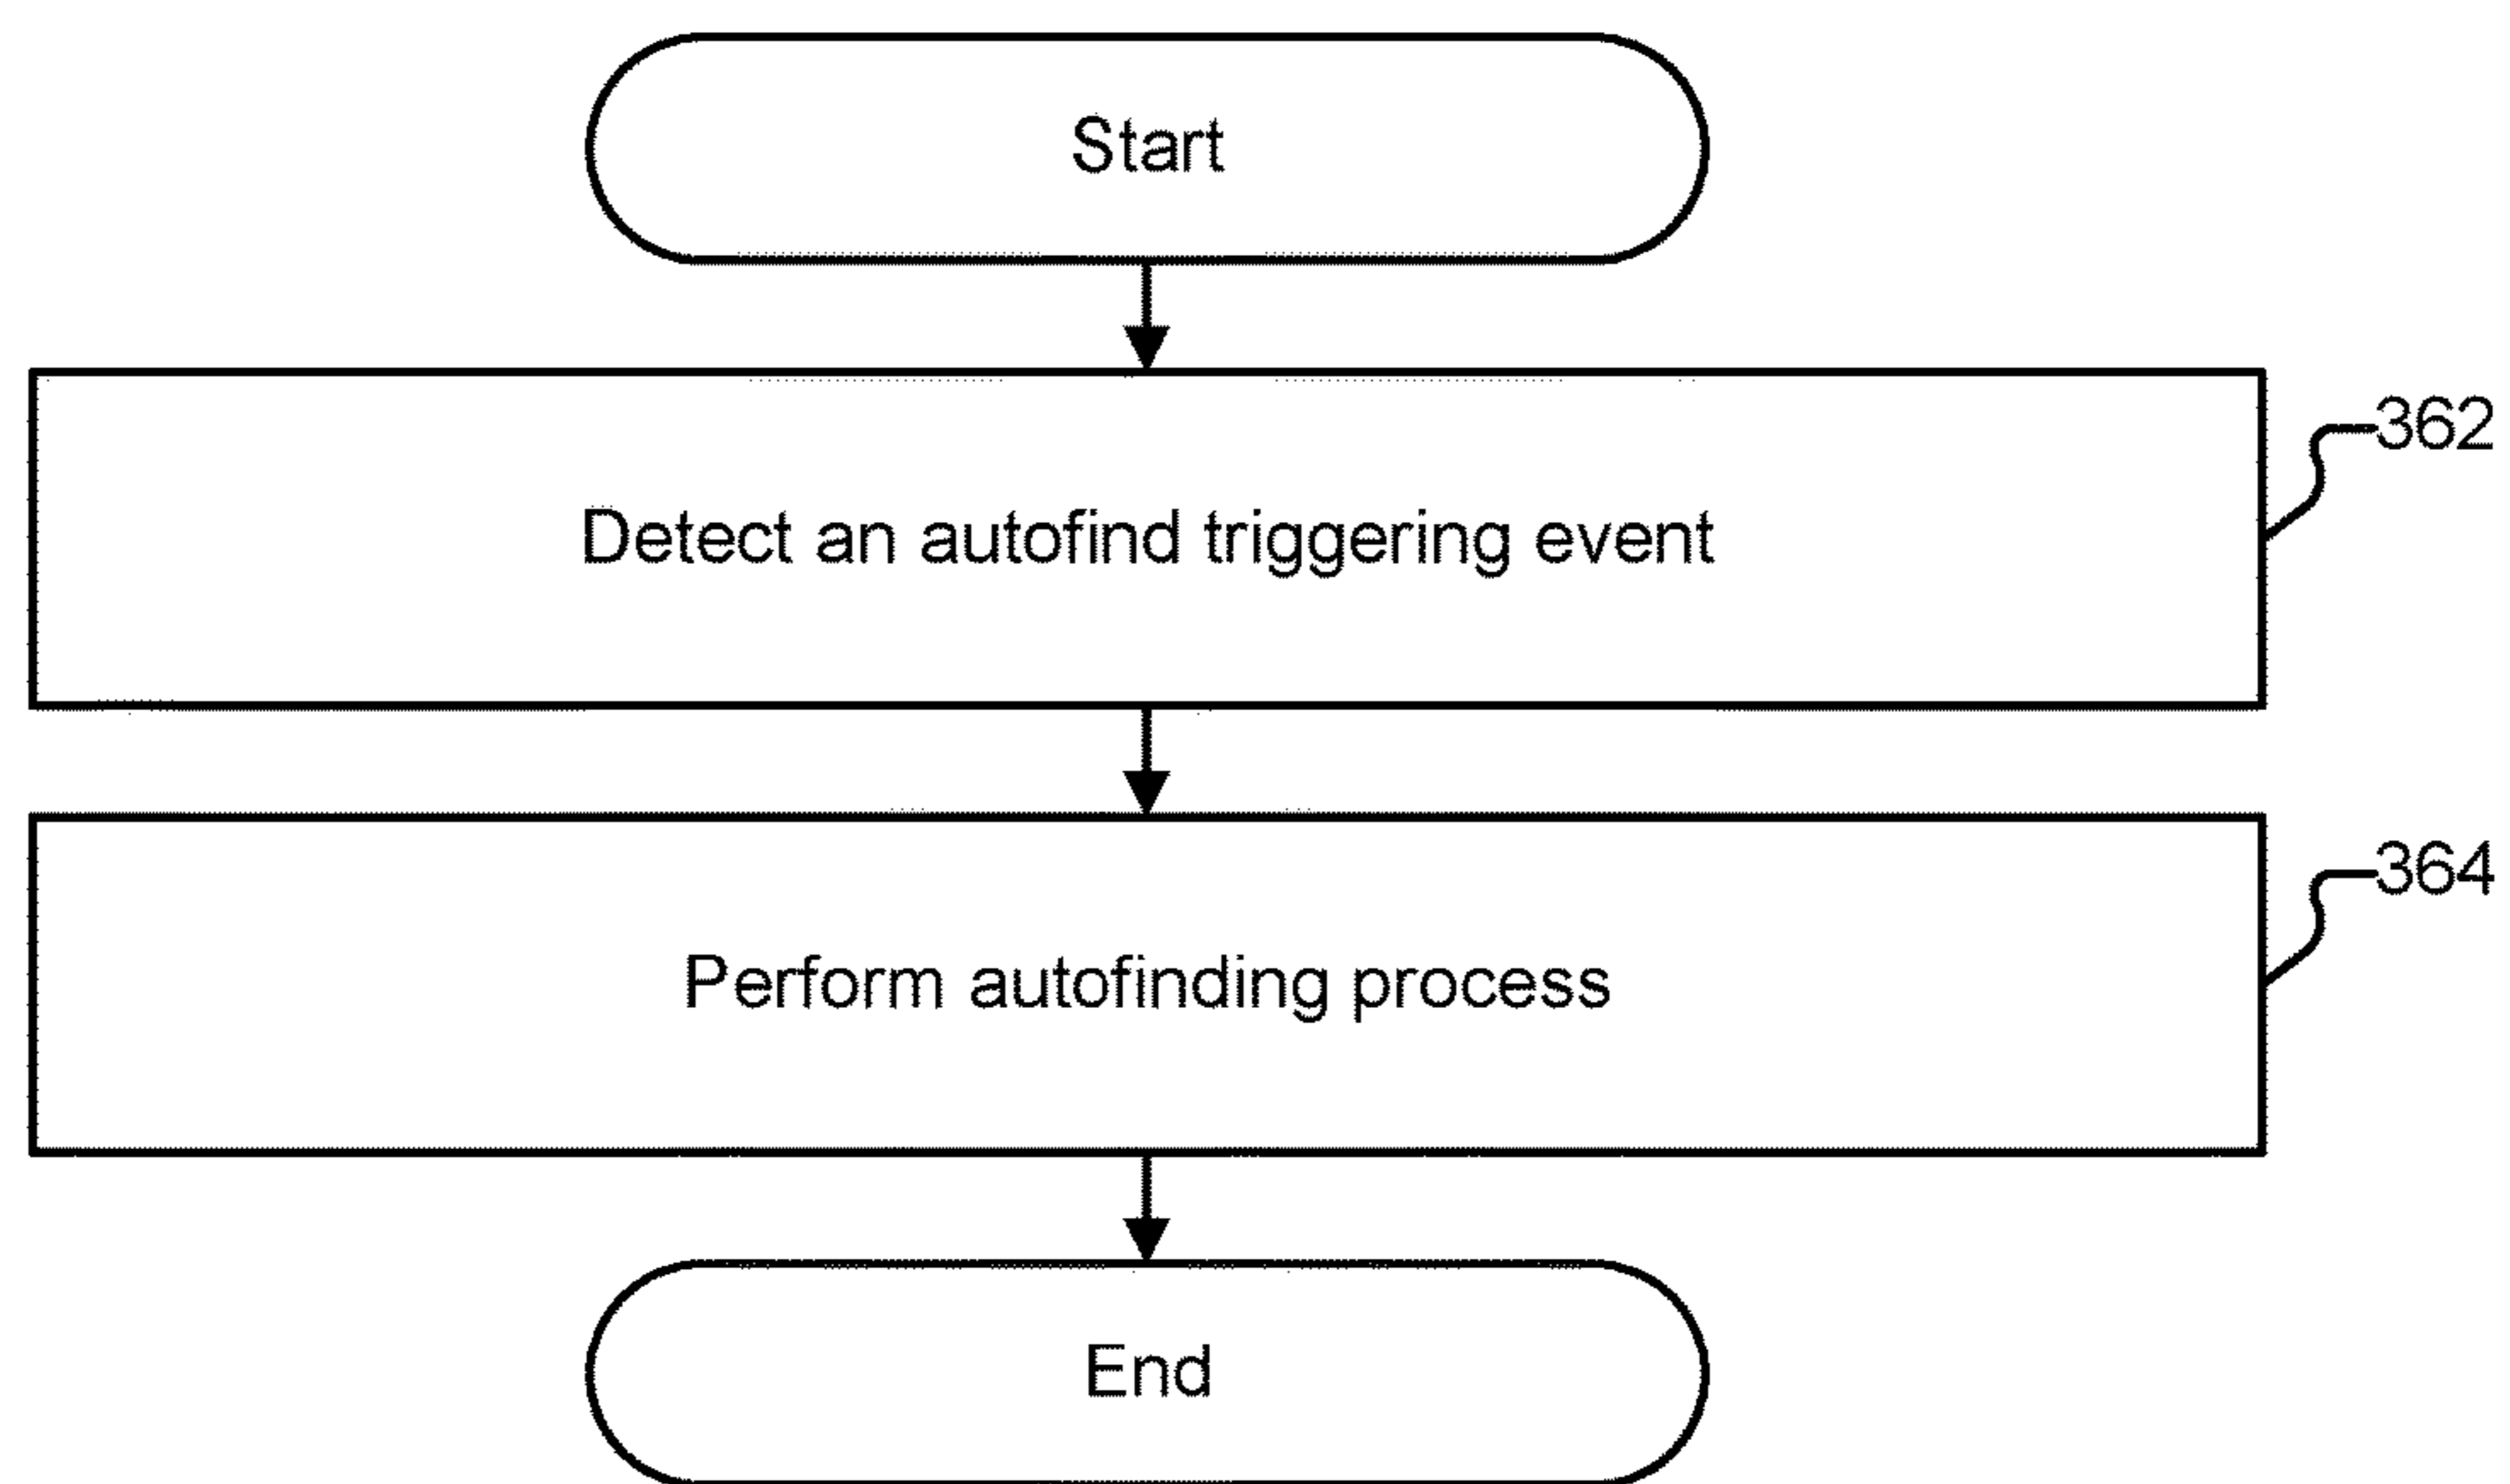 Start
362
Detect an autofind triggering event
364
Perform autofinding process
End